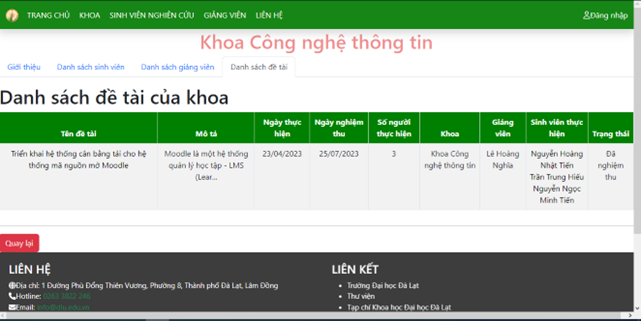 TRANG CHỦ KHOA SINH VIÊN NGHIÊN CỨU GIẢNG VIÊN LIÊN HỆ Đăng nhập
Khoa Công nghệ thông tin
Giới thiệu Danh sách sinh viên Danh sách giảng viên Danh sách đề tài
Danh sách đề tài của khoa
Tên đề tài Mô tả Ngày thực hiện Ngày nghiệm thu Số người thực hiện Khoa Giảng viên Sinh viên thực hiện Trạng thái
Triển khai hệ thống cân bằng tải cho hệ thống mã nguồn mở Moodle
Moodle là một hệ thống quản lý học tập - LMS (Lear...
23/04/2023
25/07/2023
3
Khoa Công nghệ thông tin
Lê Hoàng Nghĩa
Nguyễn Hoàng Nhật Tiến
Trần Trung Hiếu
Nguyễn Ngọc Minh Tiến
Đã nghiệm thu
Quay lại
LIÊN HỆ
Địa chỉ: 1 Đường Phù Đổng Thiên Vương, Phường 8, Thành phố Đà Lạt, Lâm Đồng
Hotline: 0263 3822 246
Email: info@dlu.edu.vn
LIÊN KẾT
Trường Đại học Đà Lạt
Thư viện
Tạp chí Khoa học Đại học Đà Lạt